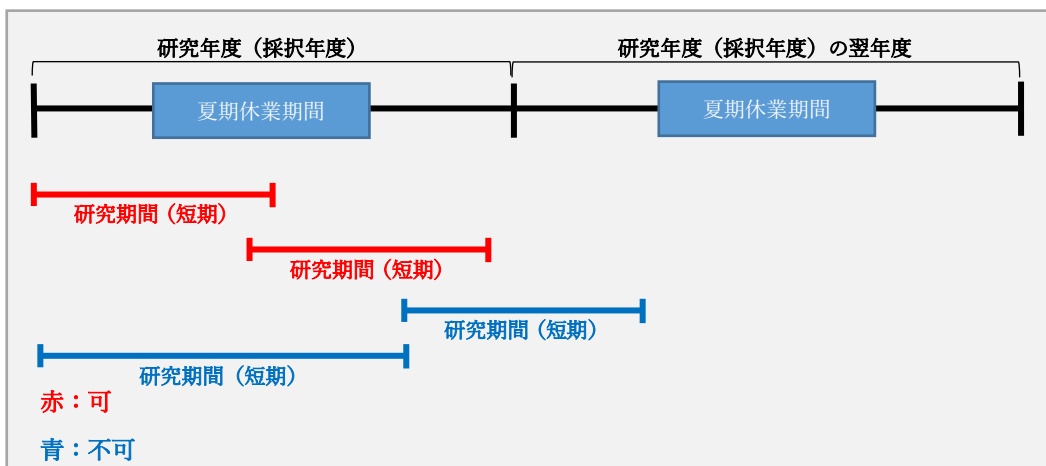 研究年度（採択年度）
研究年度（採択年度）の翌年度
夏期休業期間
夏期休業期間
研究期間（短期）
研究期間（短期）
研究期間（短期）
研究期間（短期）
赤：可
青：不可